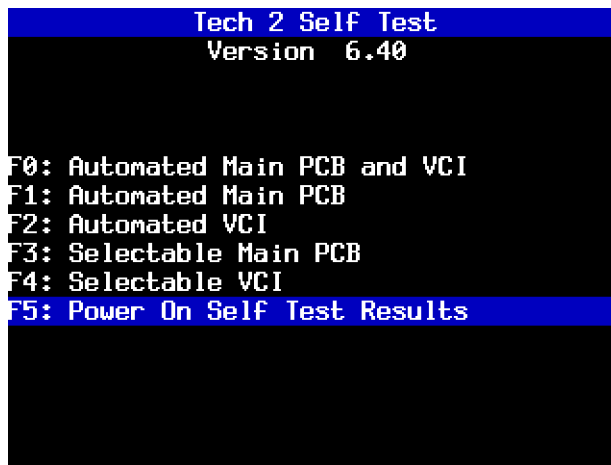 Tech 2 Self Test
Version 6.40
F0: Automated Main PCB and VCI
F1: Automated Main PCB
F2: Automated VCI
F3: Selectable Main PCB
F4: Selectable VCI
F5: Power On Self Test Results